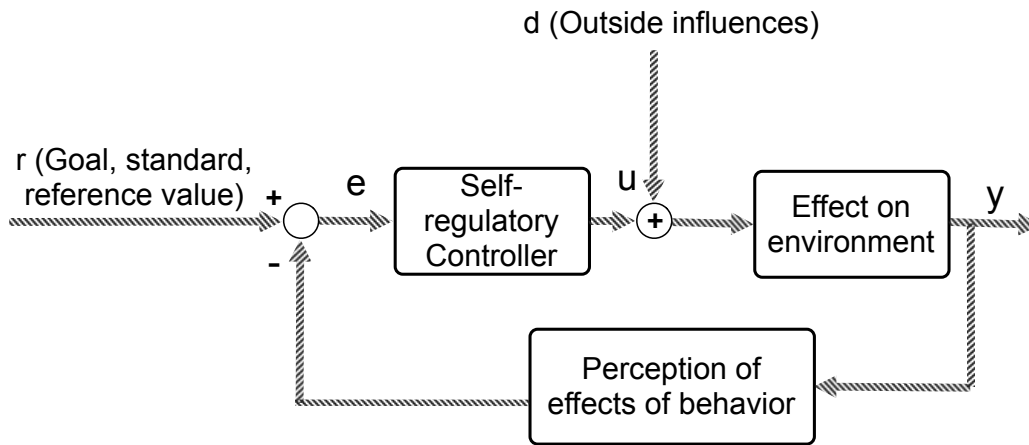 d (Outside influences)
r (Goal, standard,
reference value)
+
-
e
Self-
regulatory
Controller
u
+
Effect on
environment
y
Perception of
effects of behavior